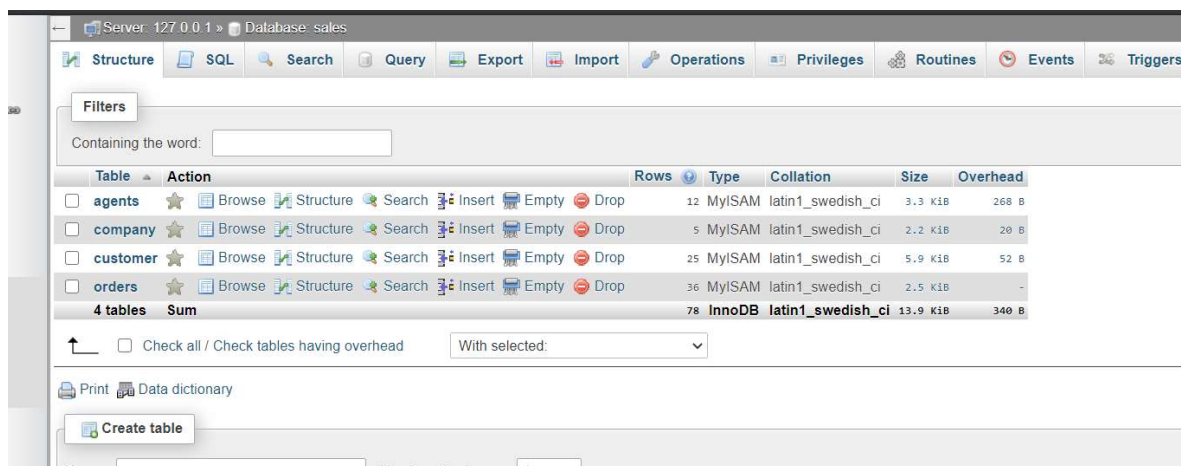 Server: 127.0.0.1 » Database: sales
Structure SQL Search Query Export Import Operations Privileges Routines Events Triggers
Filters
Containing the word:
Table Action Rows Type Collation Size Overhead
agents Browse Structure Search Insert Empty Drop 12 MyISAM latin1_swedish_ci 3.3 KiB 268 B
company Browse Structure Search Insert Empty Drop 5 MyISAM latin1_swedish_ci 2.2 KiB 20 B
customer Browse Structure Search Insert Empty Drop 25 MyISAM latin1_swedish_ci 5.9 KiB 52 B
orders Browse Structure Search Insert Empty Drop 36 MyISAM latin1_swedish_ci 2.5 KiB -
4 tables Sum 78 InnoDB latin1_swedish_ci 13.9 KiB 340 B
Check all / Check tables having overhead With selected:
Print Data dictionary
Create table